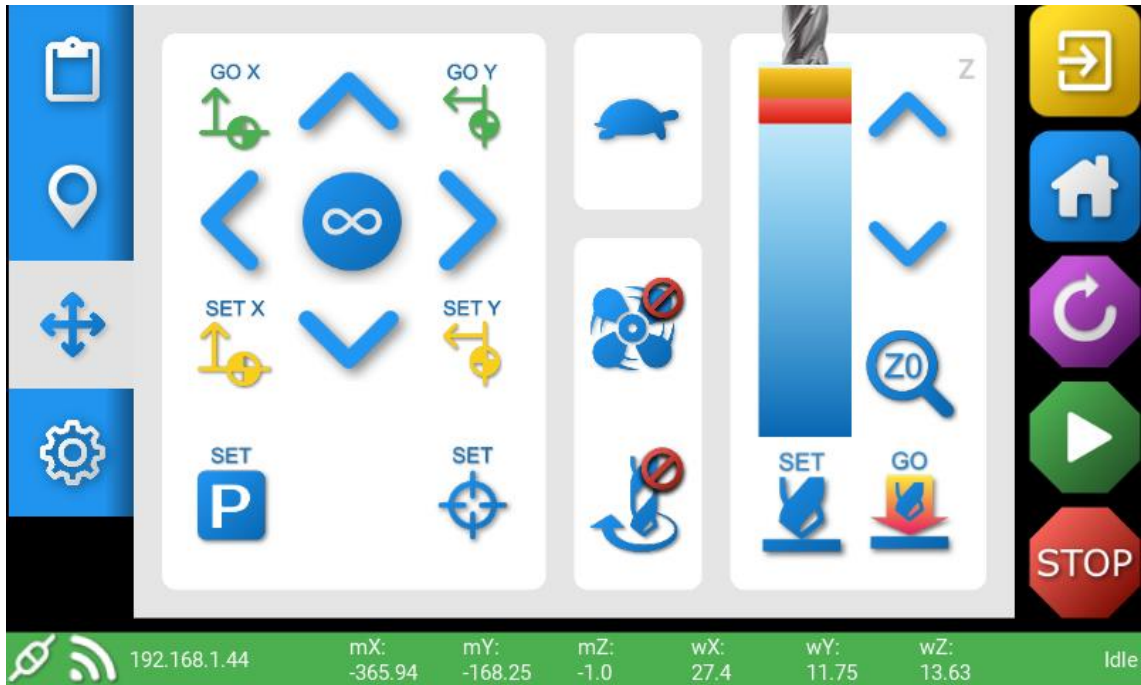 GO X
GO Y
Z
SET X
SET Y
Z0
SET
P
SET
SET
GO
STOP
192.168.1.44
mX: -365.94
mY: -168.25
mZ: -1.0
wX: 27.4
wY: 11.75
wZ: 13.63
Idle